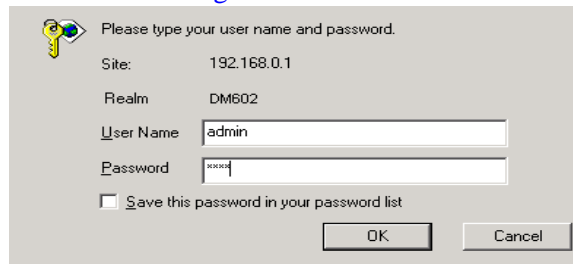 Please type your user name and password.
Site: 192.168.0.1
Realm DM602
User Name admin
Password ****
Save this password in your password list
OK Cancel